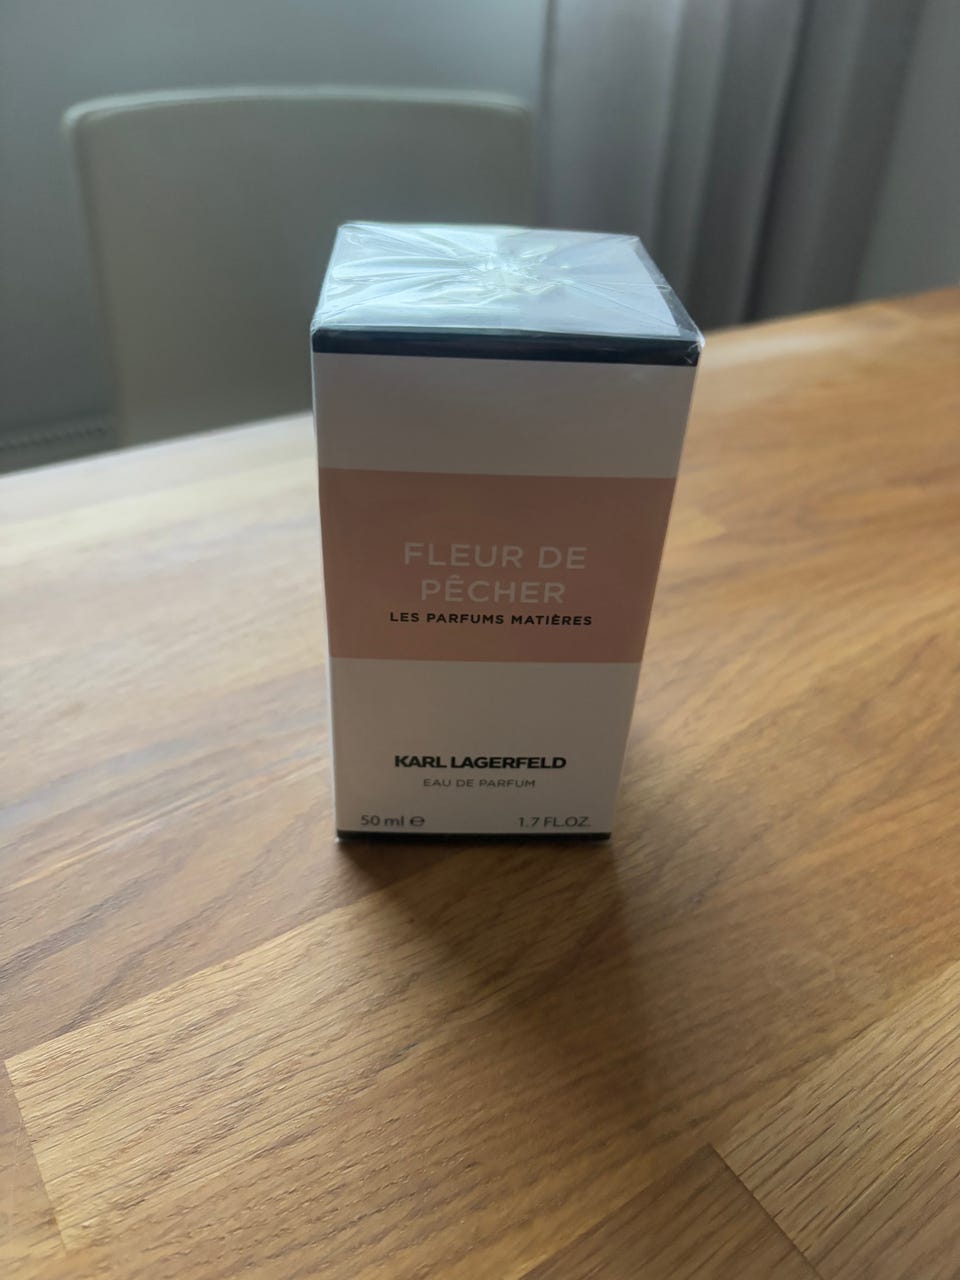 FLEUR DE
PÊCHER
LES PARFUMS MATIÈRES
KARL LAGERFELD
EAU DE PARFUM
50 ml ℮ 1.7 FL.OZ.